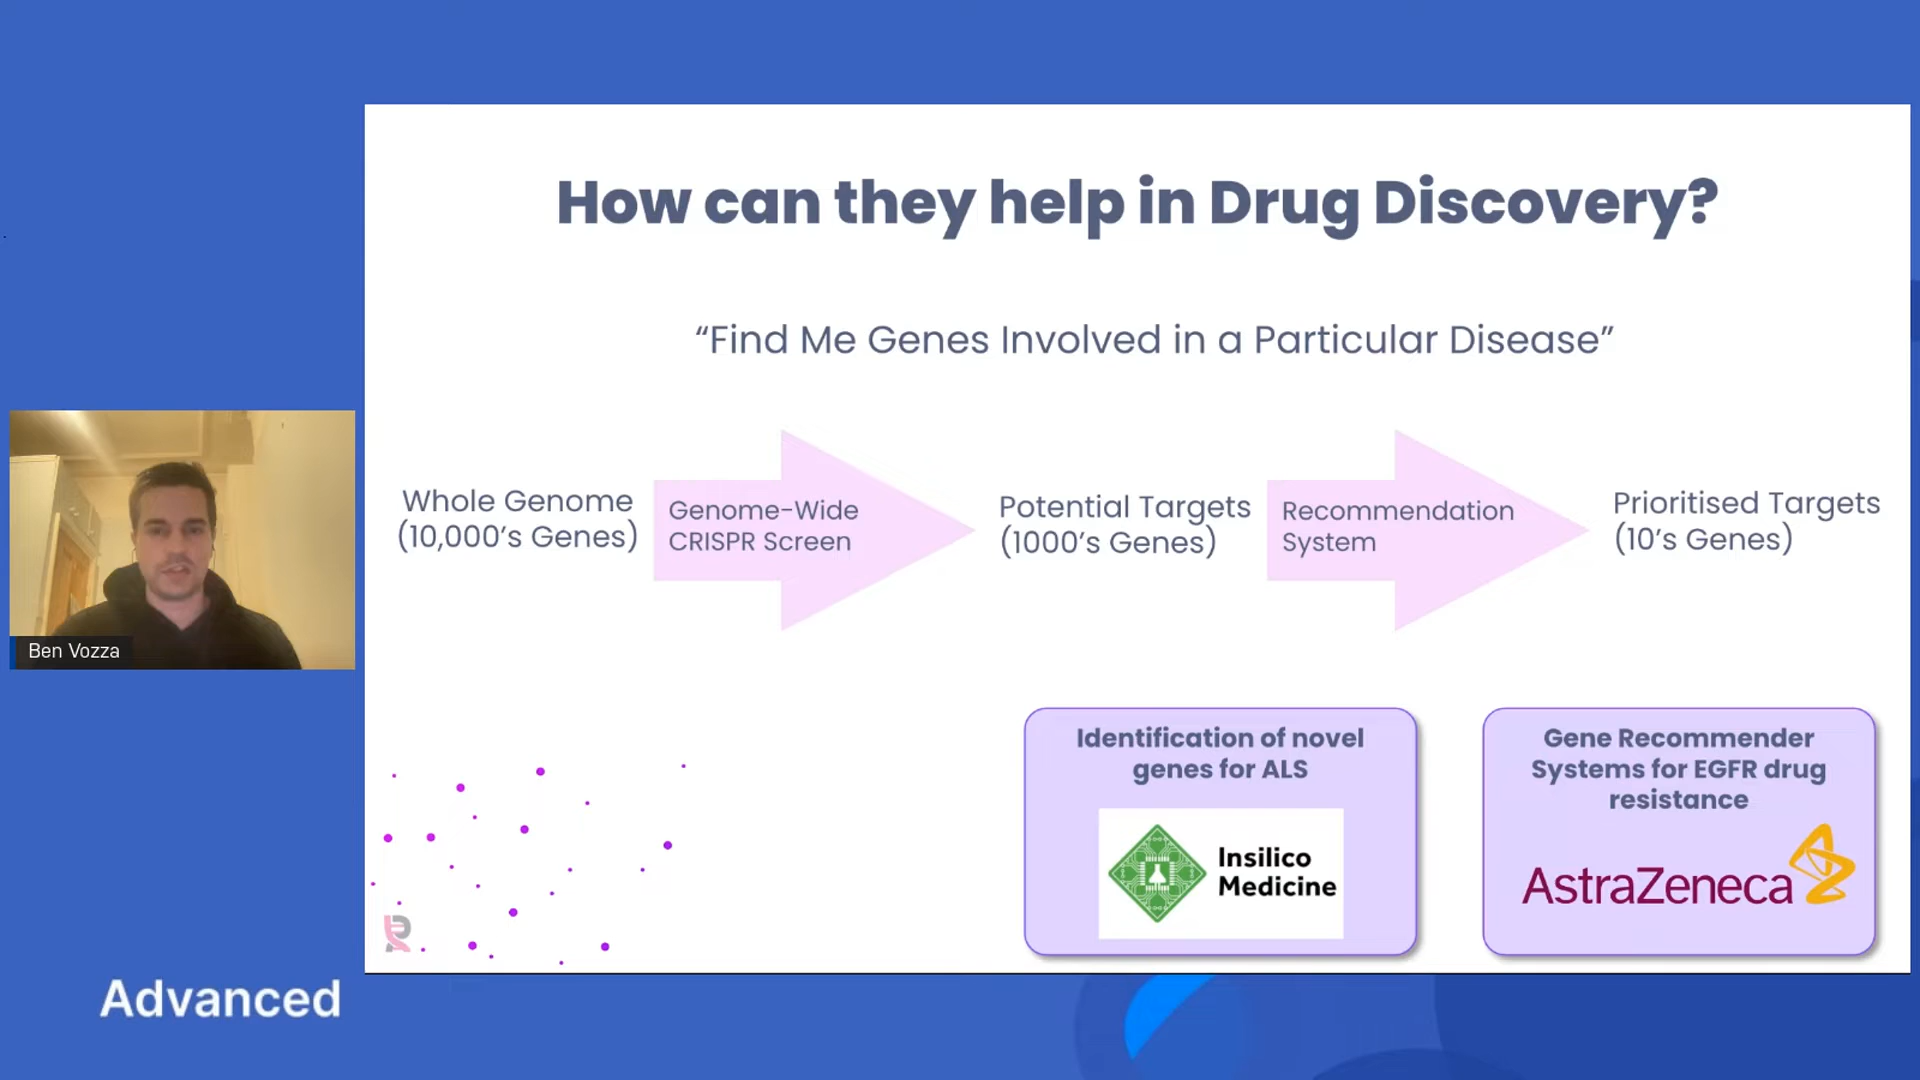 How can they help in Drug Discovery?
“Find Me Genes Involved in a Particular Disease”
Whole Genome
(10,000’s Genes)
Genome-Wide
CRISPR Screen
Potential Targets
(1000’s Genes)
Recommendation
System
Prioritised Targets
(10’s Genes)
Ben Vozza
Identification of novel
genes for ALS
Insilico
Medicine
Gene Recommender
Systems for EGFR drug
resistance
AstraZeneca
Advanced